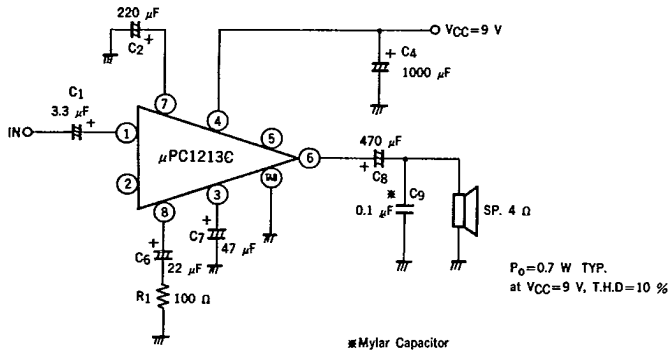 220 μF
C2
+
VCC=9 V
+
C4
1000 μF
C1
3.3 μF
+
IN
1
7
4
5
μPC1213C
6
TAB
2
8
3
470 μF
+
C8
※
C9
0.1 μF
SP. 4 Ω
+
C6
22 μF
+
C7
47 μF
R1
100 Ω
PO=0.7 W TYP.
at VCC=9 V, T.H.D=10 %
※Mylar Capacitor